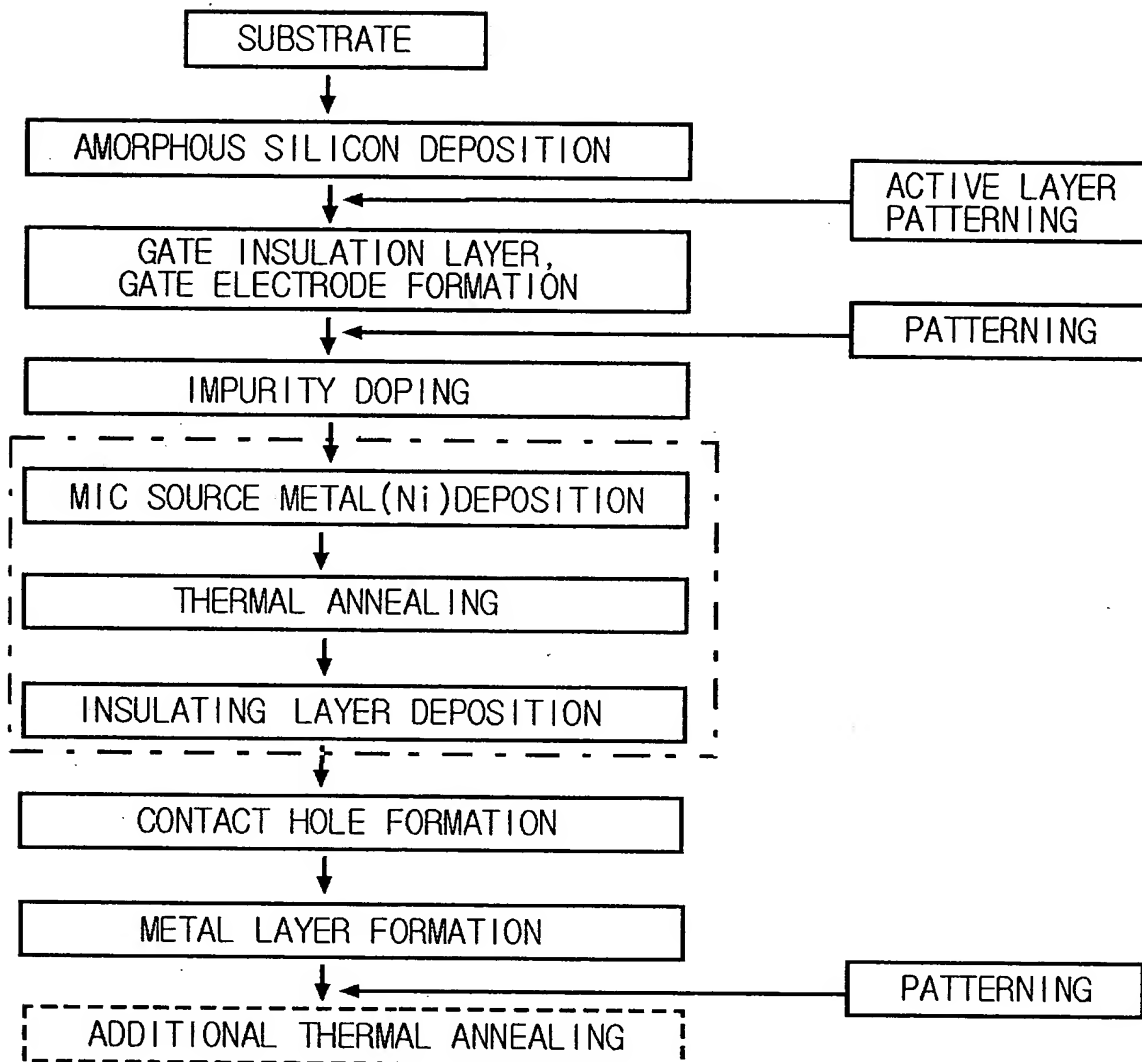 SUBSTRATE
AMORPHOUS SILICON DEPOSITION
ACTIVE LAYER
PATTERNING
GATE INSULATION LAYER,
GATE ELECTRODE FORMATION
PATTERNING
IMPURITY DOPING
MIC SOURCE METAL(Ni)DEPOSITION
THERMAL ANNEALING
INSULATING LAYER DEPOSITION
CONTACT HOLE FORMATION
METAL LAYER FORMATION
PATTERNING
ADDITIONAL THERMAL ANNEALING